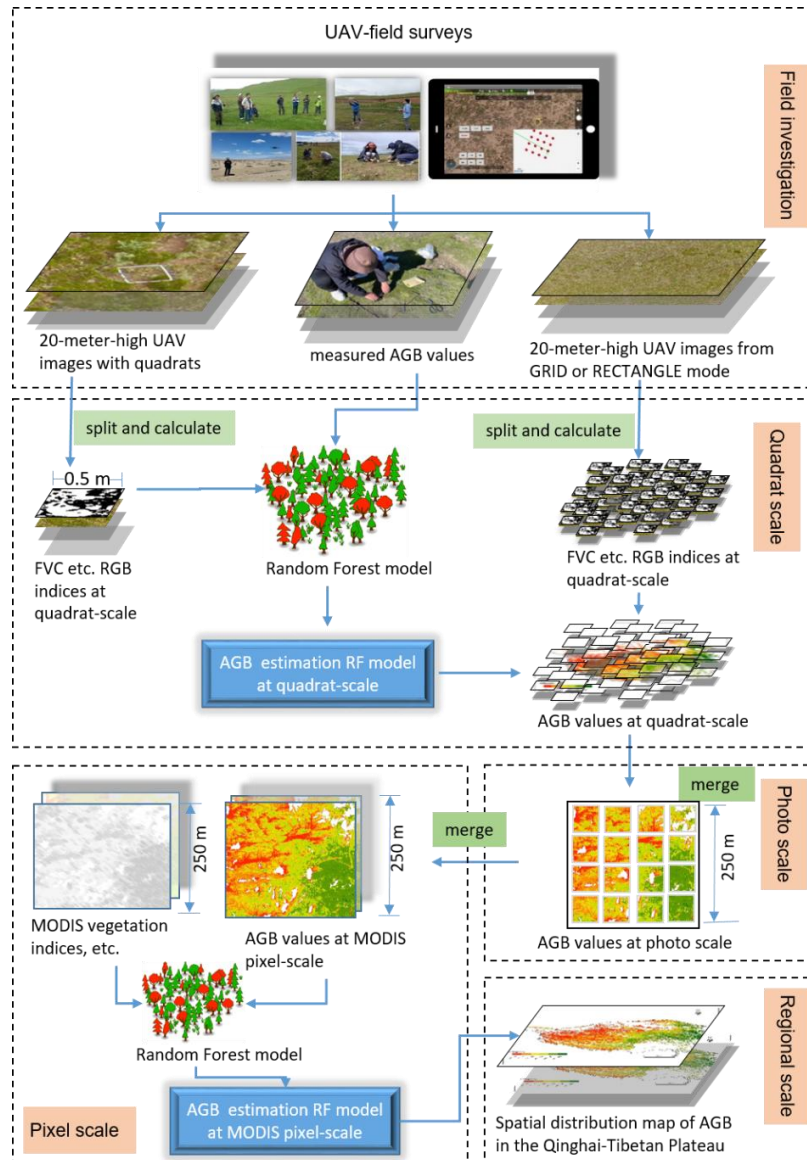 UAV-field surveys
Field investigation
20-meter-high UAV
images with quadrats
measured AGB values
20-meter-high UAV images from
GRID or RECTANGLE mode
split and calculate
split and calculate
Quadrat scale
0.5 m
FVC etc. RGB
indices at
quadrat-scale
Random Forest model
FVC etc. RGB indices at
quadrat-scale
AGB estimation RF model
at quadrat-scale
AGB values at quadrat-scale
merge
Photo scale
250 m
250 m
merge
250 m
MODIS vegetation
indices, etc.
AGB values at MODIS
pixel-scale
AGB values at photo scale
Random Forest model
Regional scale
AGB estimation RF model
at MODIS pixel-scale
Pixel scale
Spatial distribution map of AGB
in the Qinghai-Tibetan Plateau